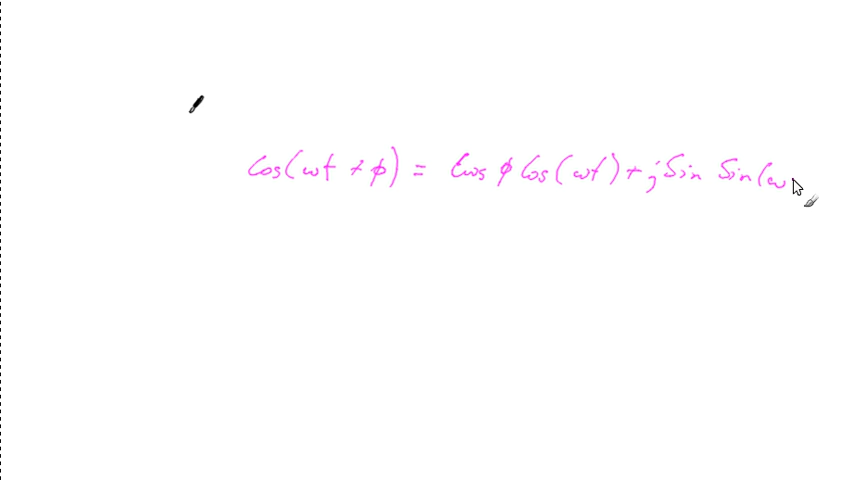 Cos(ωt + φ) = Cos φ Cos(ωt) + j Sin Sin(ω